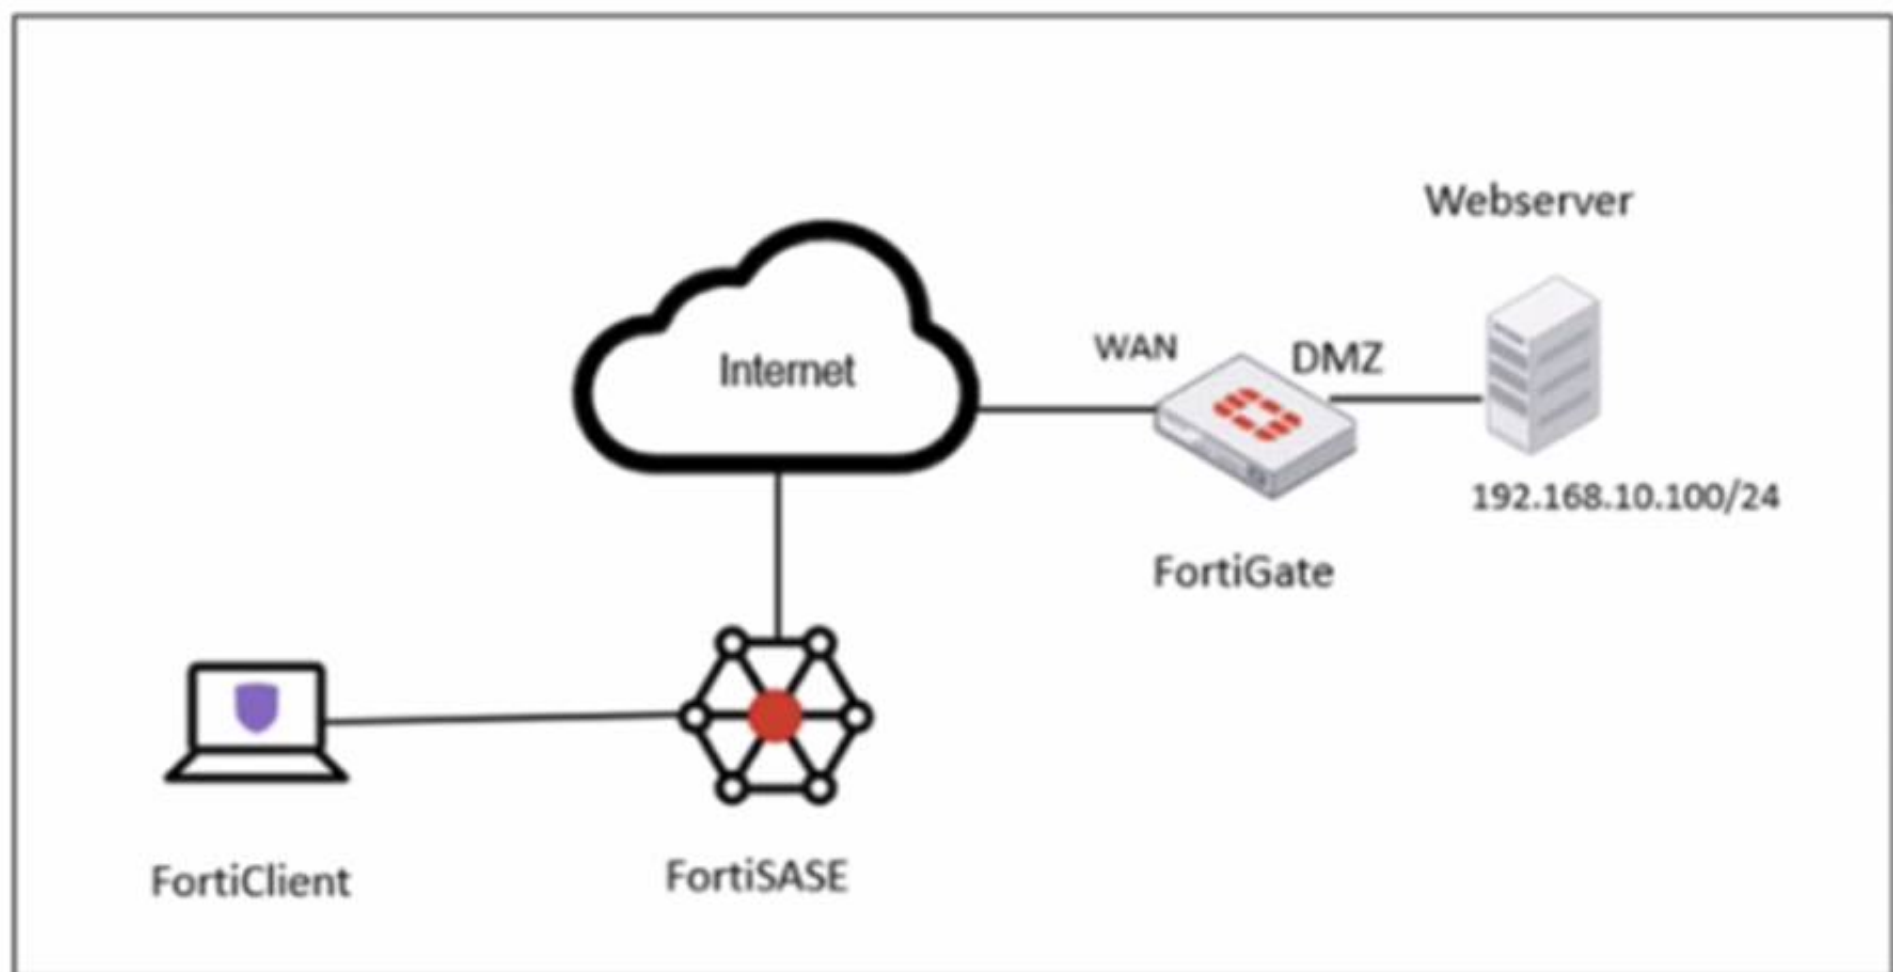 Webserver
WAN
DMZ
Internet
192.168.10.100/24
FortiGate
FortiClient
FortiSASE